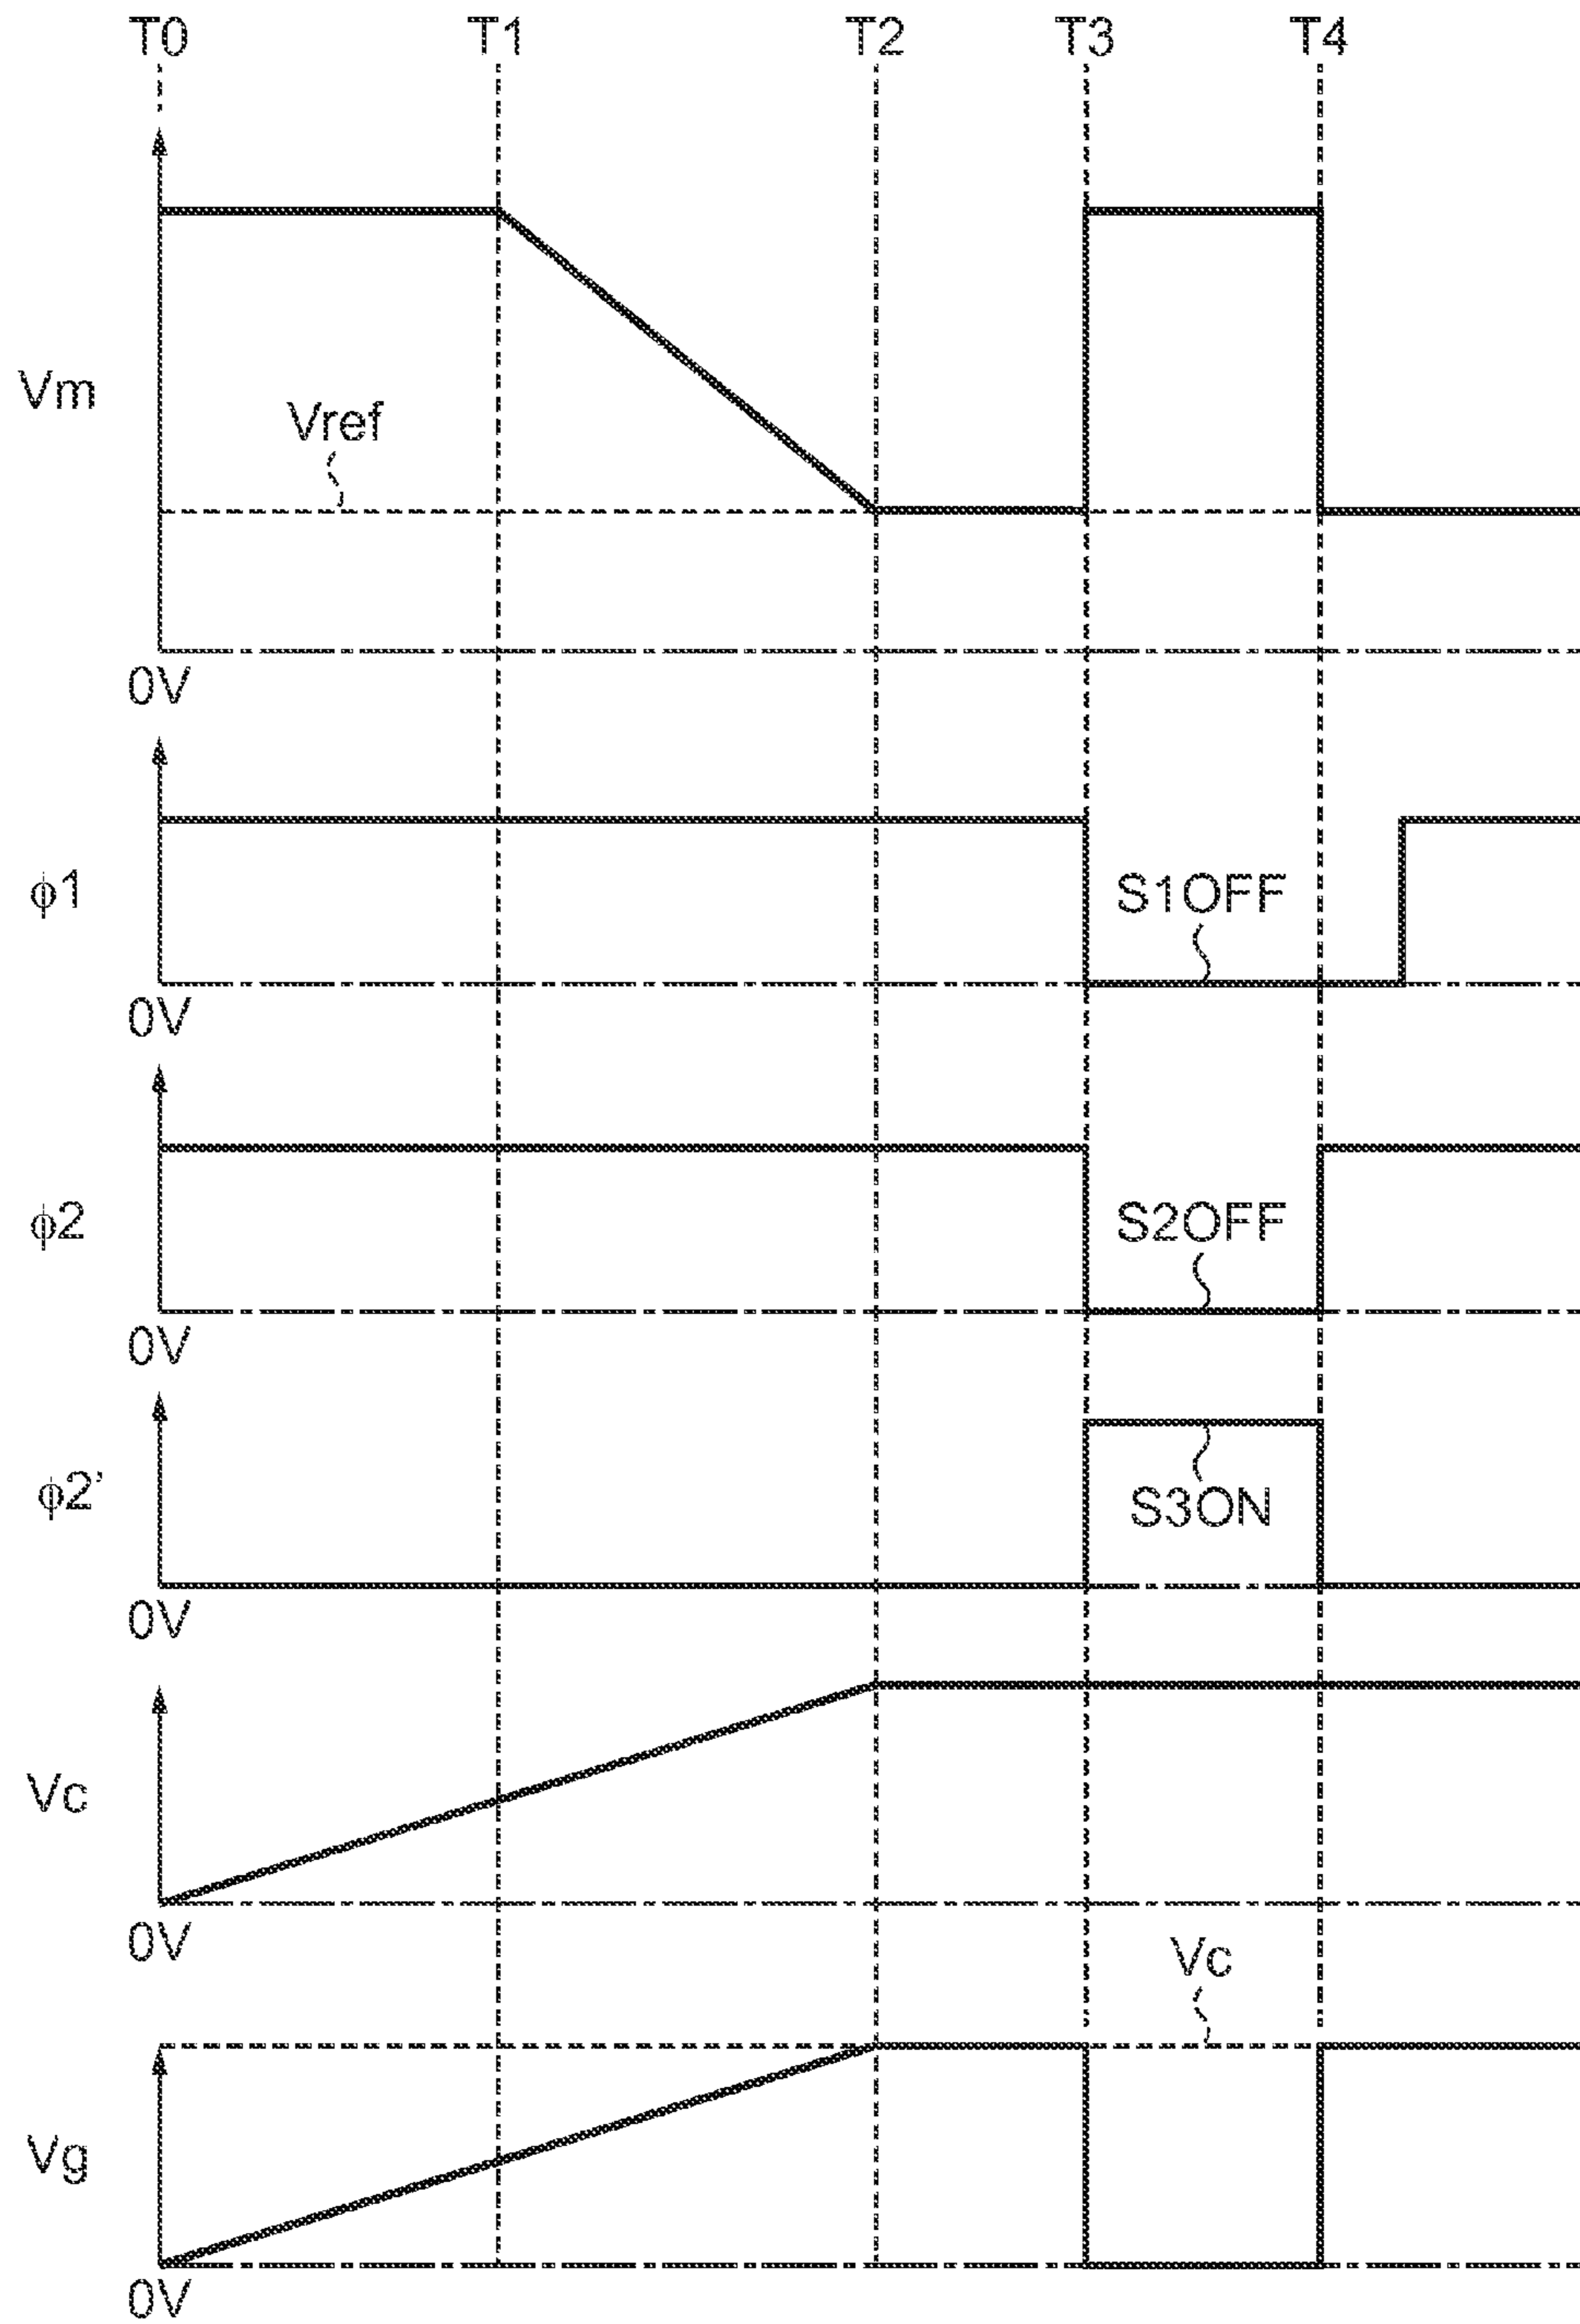 T0 T1 T2 T3 T4
Vm
Vref
0V
ϕ1
S1OFF
0V
ϕ2
S2OFF
0V
ϕ2'
S3ON
0V
Vc
0V
Vc
Vg
0V